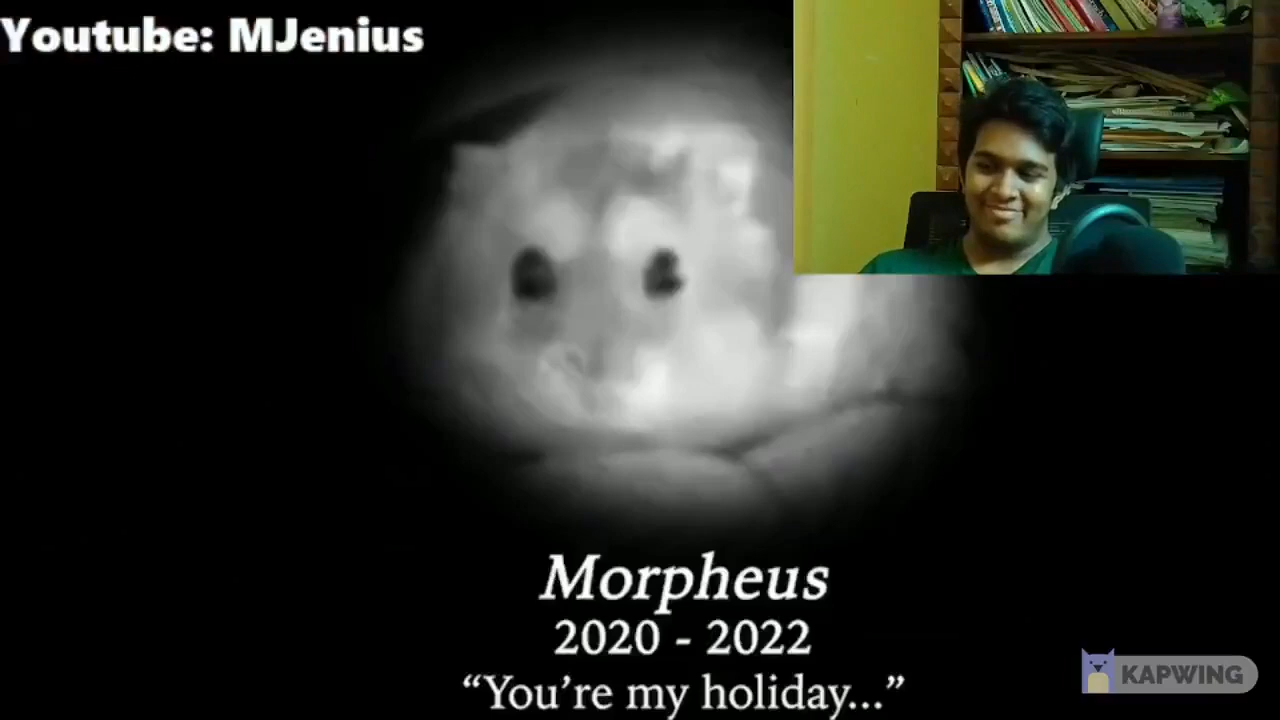 Youtube: MJenius
Morpheus
2020 - 2022
“You’re my holiday...”
KAPWING